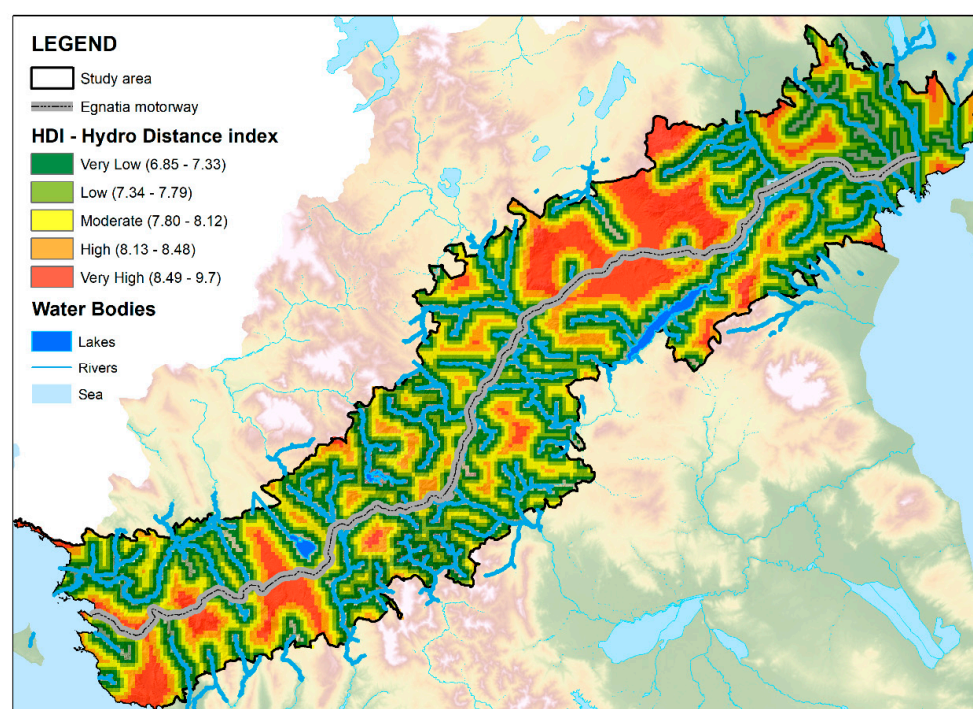 LEGEND
Study area
Egnatia motorway
HDI - Hydro Distance index
Very Low (6.85 - 7.33)
Low (7.34 - 7.79)
Moderate (7.80 - 8.12)
High (8.13 - 8.48)
Very High (8.49 - 9.7)
Water Bodies
Lakes
Rivers
Sea